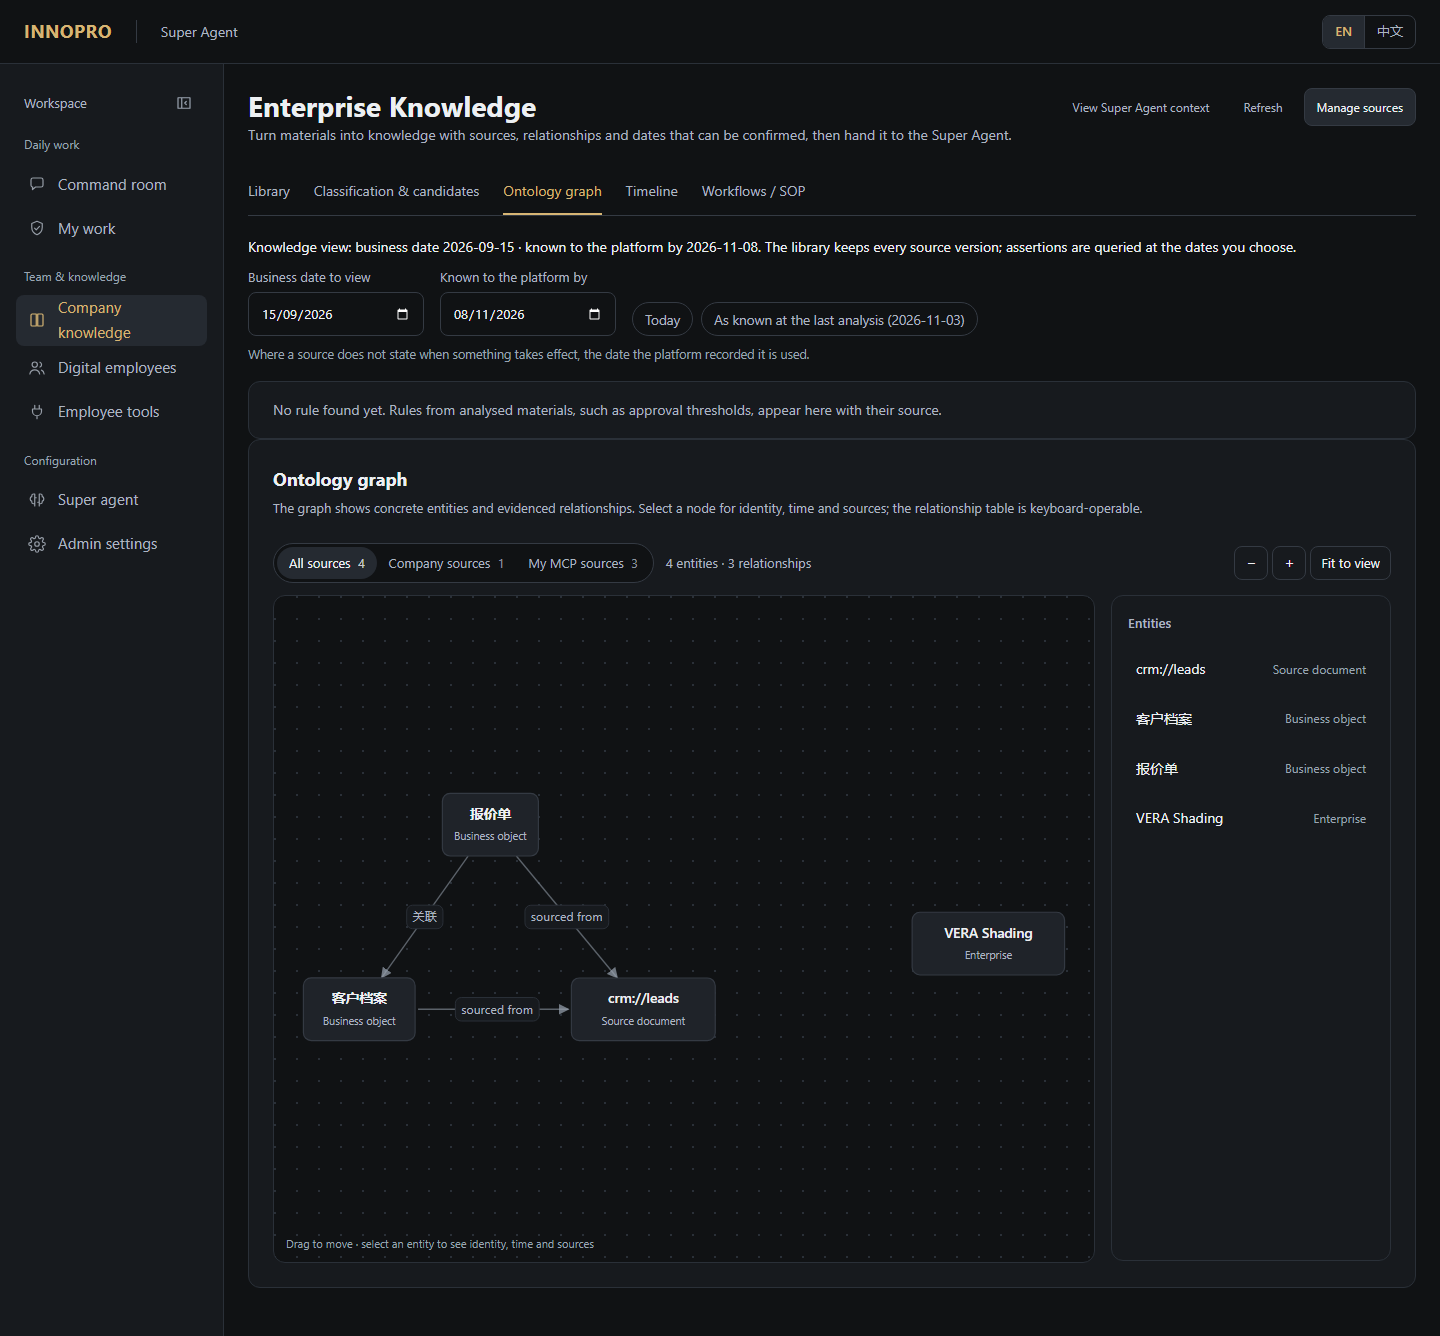 INNOPRO
Super Agent
EN
中文
Workspace
Daily work
Command room
My work
Team & knowledge
Company
knowledge
Digital employees
Employee tools
Configuration
Super agent
Admin settings
Enterprise Knowledge
Turn materials into knowledge with sources, relationships and dates that can be confirmed, then hand it to the Super Agent.
View Super Agent context
Refresh
Manage sources
Library
Classification & candidates
Ontology graph
Timeline
Workflows / SOP
Knowledge view: business date 2026-09-15 · known to the platform by 2026-11-08. The library keeps every source version; assertions are queried at the dates you choose.
Business date to view
Known to the platform by
15/09/2026
08/11/2026
Today
As known at the last analysis (2026-11-03)
Where a source does not state when something takes effect, the date the platform recorded it is used.
No rule found yet. Rules from analysed materials, such as approval thresholds, appear here with their source.
Ontology graph
The graph shows concrete entities and evidenced relationships. Select a node for identity, time and sources; the relationship table is keyboard-operable.
All sources 4
Company sources 1
My MCP sources 3
4 entities · 3 relationships
−
+
Fit to view
报价单
Business object
关联
sourced from
VERA Shading
Enterprise
客户档案
Business object
sourced from
crm://leads
Source document
Drag to move · select an entity to see identity, time and sources
Entities
crm://leads
Source document
客户档案
Business object
报价单
Business object
VERA Shading
Enterprise